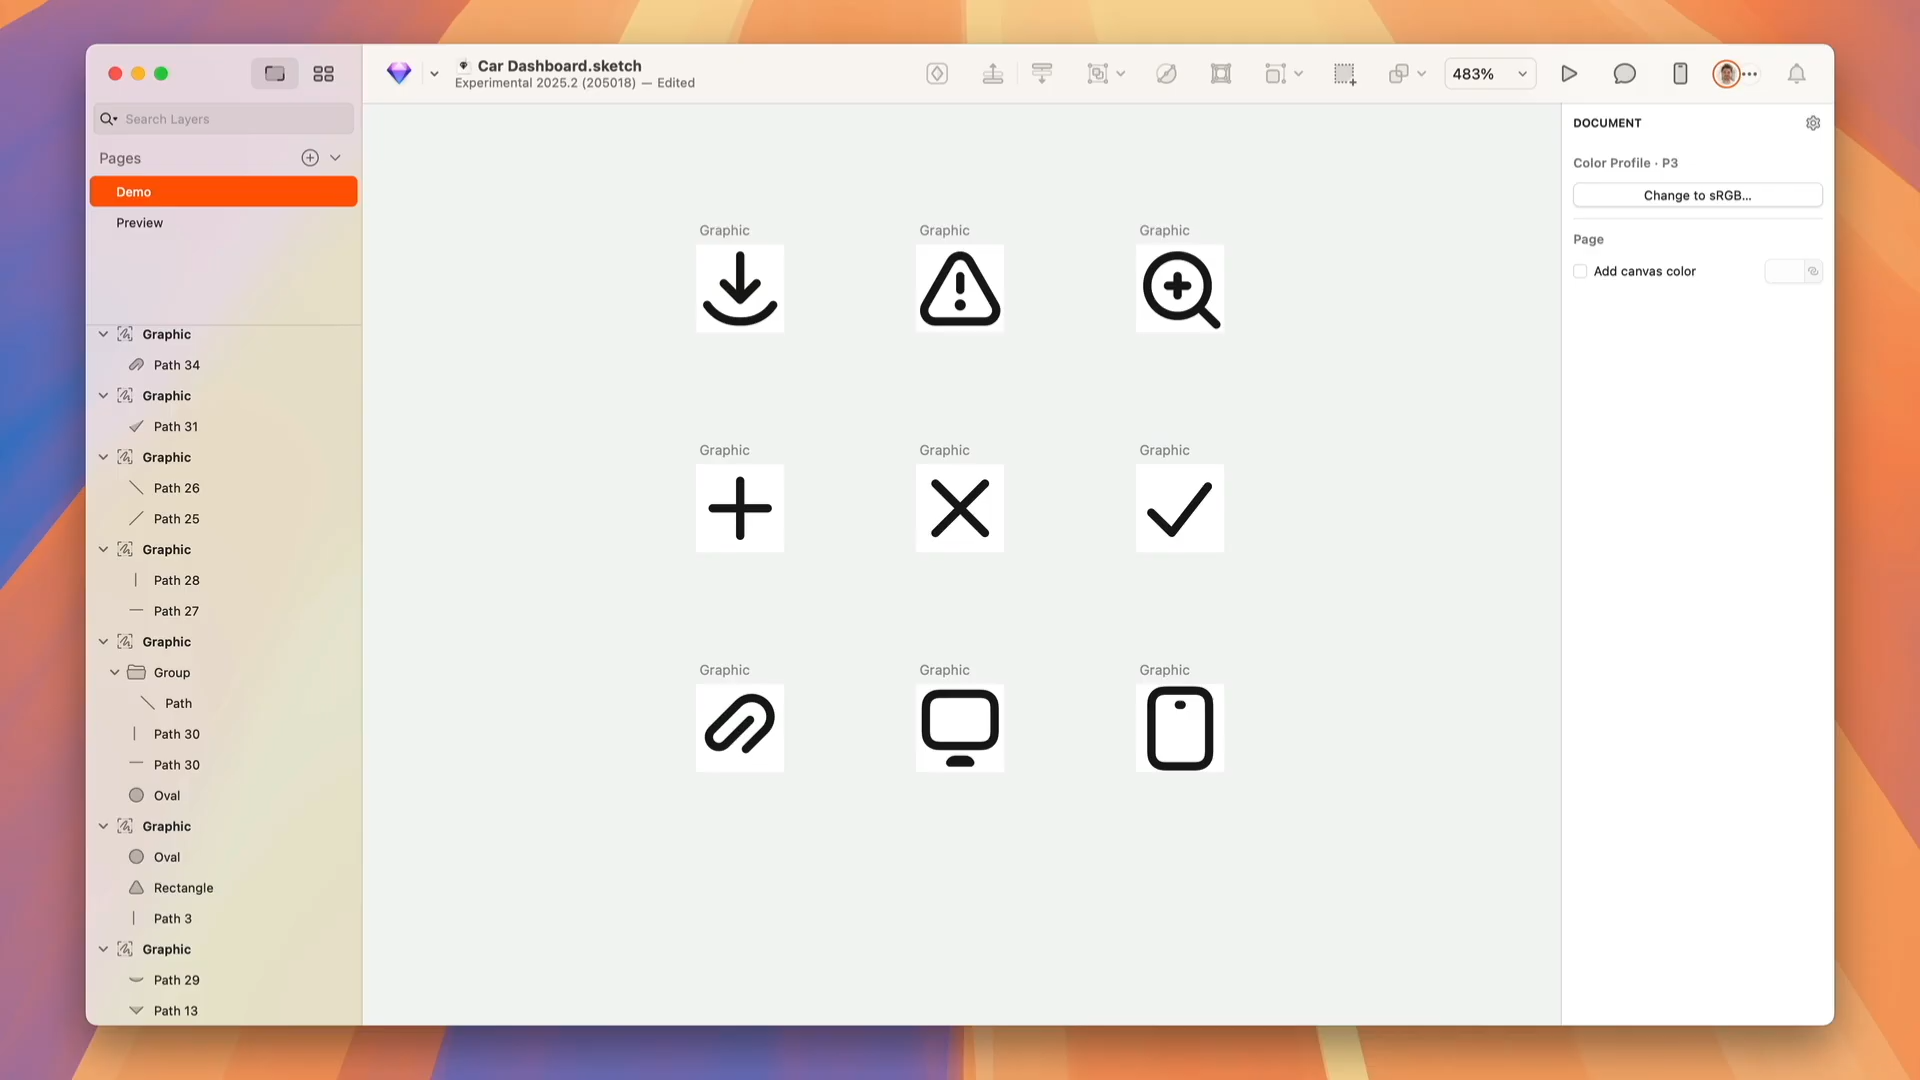 Car Dashboard.sketch
Experimental 2025.2 (205018) — Edited
483%
Search Layers
Pages
Demo
Preview
Graphic
Path 34
Graphic
Path 31
Graphic
Path 26
Path 25
Graphic
Path 28
Path 27
Graphic
Group
Path
Path 30
Path 30
Oval
Graphic
Oval
Rectangle
Path 3
Graphic
Path 29
Path 13
Graphic
Graphic
Graphic
Graphic
Graphic
Graphic
Graphic
Graphic
Graphic
DOCUMENT
Color Profile · P3
Change to sRGB...
Page
Add canvas color